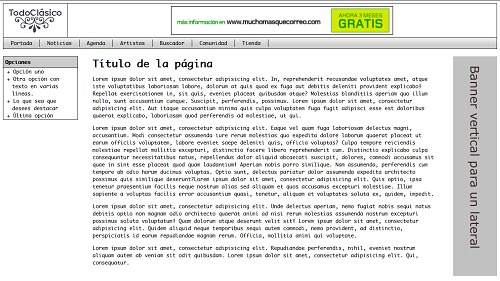 TodoClásico
más información en www.muchomasquecorreo.com
AHORA 3 MESES
GRATIS
Portada | Noticias | Agenda | Artistas | Buscador | Comunidad | Tienda |
Opciones
+ Opción uno
+ Otra opción con
texto en varias
líneas.
+ Lo que sea que
desees destacar
+ Última opción
Título de la página
Lorem ipsum dolor sit amet, consectetur adipisicing elit. In, reprehenderit recusandae voluptates amet, atque
iste voluptatibus laboriosam labore, dolorum at quis quod ex fuga aut debitis deleniti provident explicabo!
Repellat exercitationem in, sit quis, eveniet placeat quibusdam atque? Molestias blanditiis aperiam quo illum
nulla, sunt accusantium cumque. Suscipit, perferendis, possimus. Lorem ipsum dolor sit amet, consectetur
adipisicing elit. Aut itaque accusantium minima quis culpa voluptatem fuga fugit adipisci esse est doloribus
quaerat explicabo, laboriosam quod perferendis ad molestiae, ut qui.
Lorem ipsum dolor sit amet, consectetur adipisicing elit. Eaque vel quam fuga laboriosam delectus magni,
accusantium. Modi consectetur assumenda iure rerum molestias quo expedita dolore laborum quaerat placeat ut
earum officiis voluptatem, labore eveniet saepe deleniti quis, officia voluptas? Culpa tempore reiciendis
molestiae repellat mollitia excepturi, distinctio facere libero reprehenderit cum. Distinctio explicabo culpa
consequatur necessitatibus natus, repellendus dolor aliquid obcaecati suscipit, dolores, commodi accusamus sit
quae in sint esse placeat quod quam laudantium! Aperiam nobis porro similique. Nam assumenda, perferendis cum
tempore ab odio harum ducimus voluptas. Optio sunt, delectus pariatur dolor assumenda expedita architecto
possimus quis similique deserunt!Lorem ipsum dolor sit amet, consectetur adipisicing elit. Quis optio, ipsa
tenetur praesentium facilis neque nostrum alias sed aliquam et quos accusamus excepturi molestiae. Illum
sapiente a voluptas facilis error accusantium quasi, tenetur, aliquam et voluptates soluta ex, quidem, impedit.
Lorem ipsum dolor sit amet, consectetur adipisicing elit. Unde delectus aperiam, nemo fugiat nobis sequi natus
debitis optio non magnam odio architecto quaerat animi ad nisi rerum molestias assumenda nostrum excepturi
possimus soluta voluptatum! Quam dolorum atque deserunt velit sit! Lorem ipsum dolor sit amet, consectetur
adipisicing elit. Quidem aliquid neque temporibus sequi autem commodi, nemo provident, ad distinctio,
perspiciatis id earum repudiandae magnam rerum. Officia, mollitia animi qui voluptate.
Lorem ipsum dolor sit amet, consectetur adipisicing elit. Repudiandae perferendis, nihil, eveniet nostrum
aliquam autem ab veniam sit odit quibusdam. Lorem ipsum dolor sit amet, consectetur adipisicing elit. Qui,
consequatur.
Banner vertical para un lateral